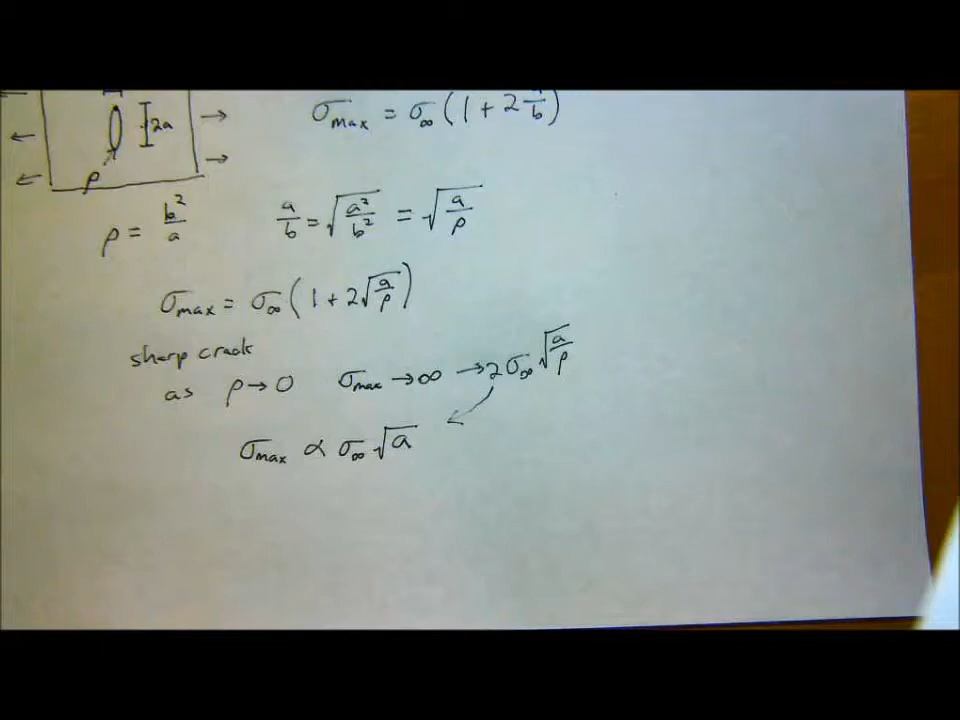 σmax = σ∞ (1 + 2 a/b)
2a
ρ
ρ = b²/a a/b = √(a²/b²) = √(a/ρ)
σmax = σ∞ (1 + 2√(a/ρ))
sharp crack
as ρ → 0 σmax → ∞ → 2σ∞ √(a/ρ)
σmax ∝ σ∞ √a